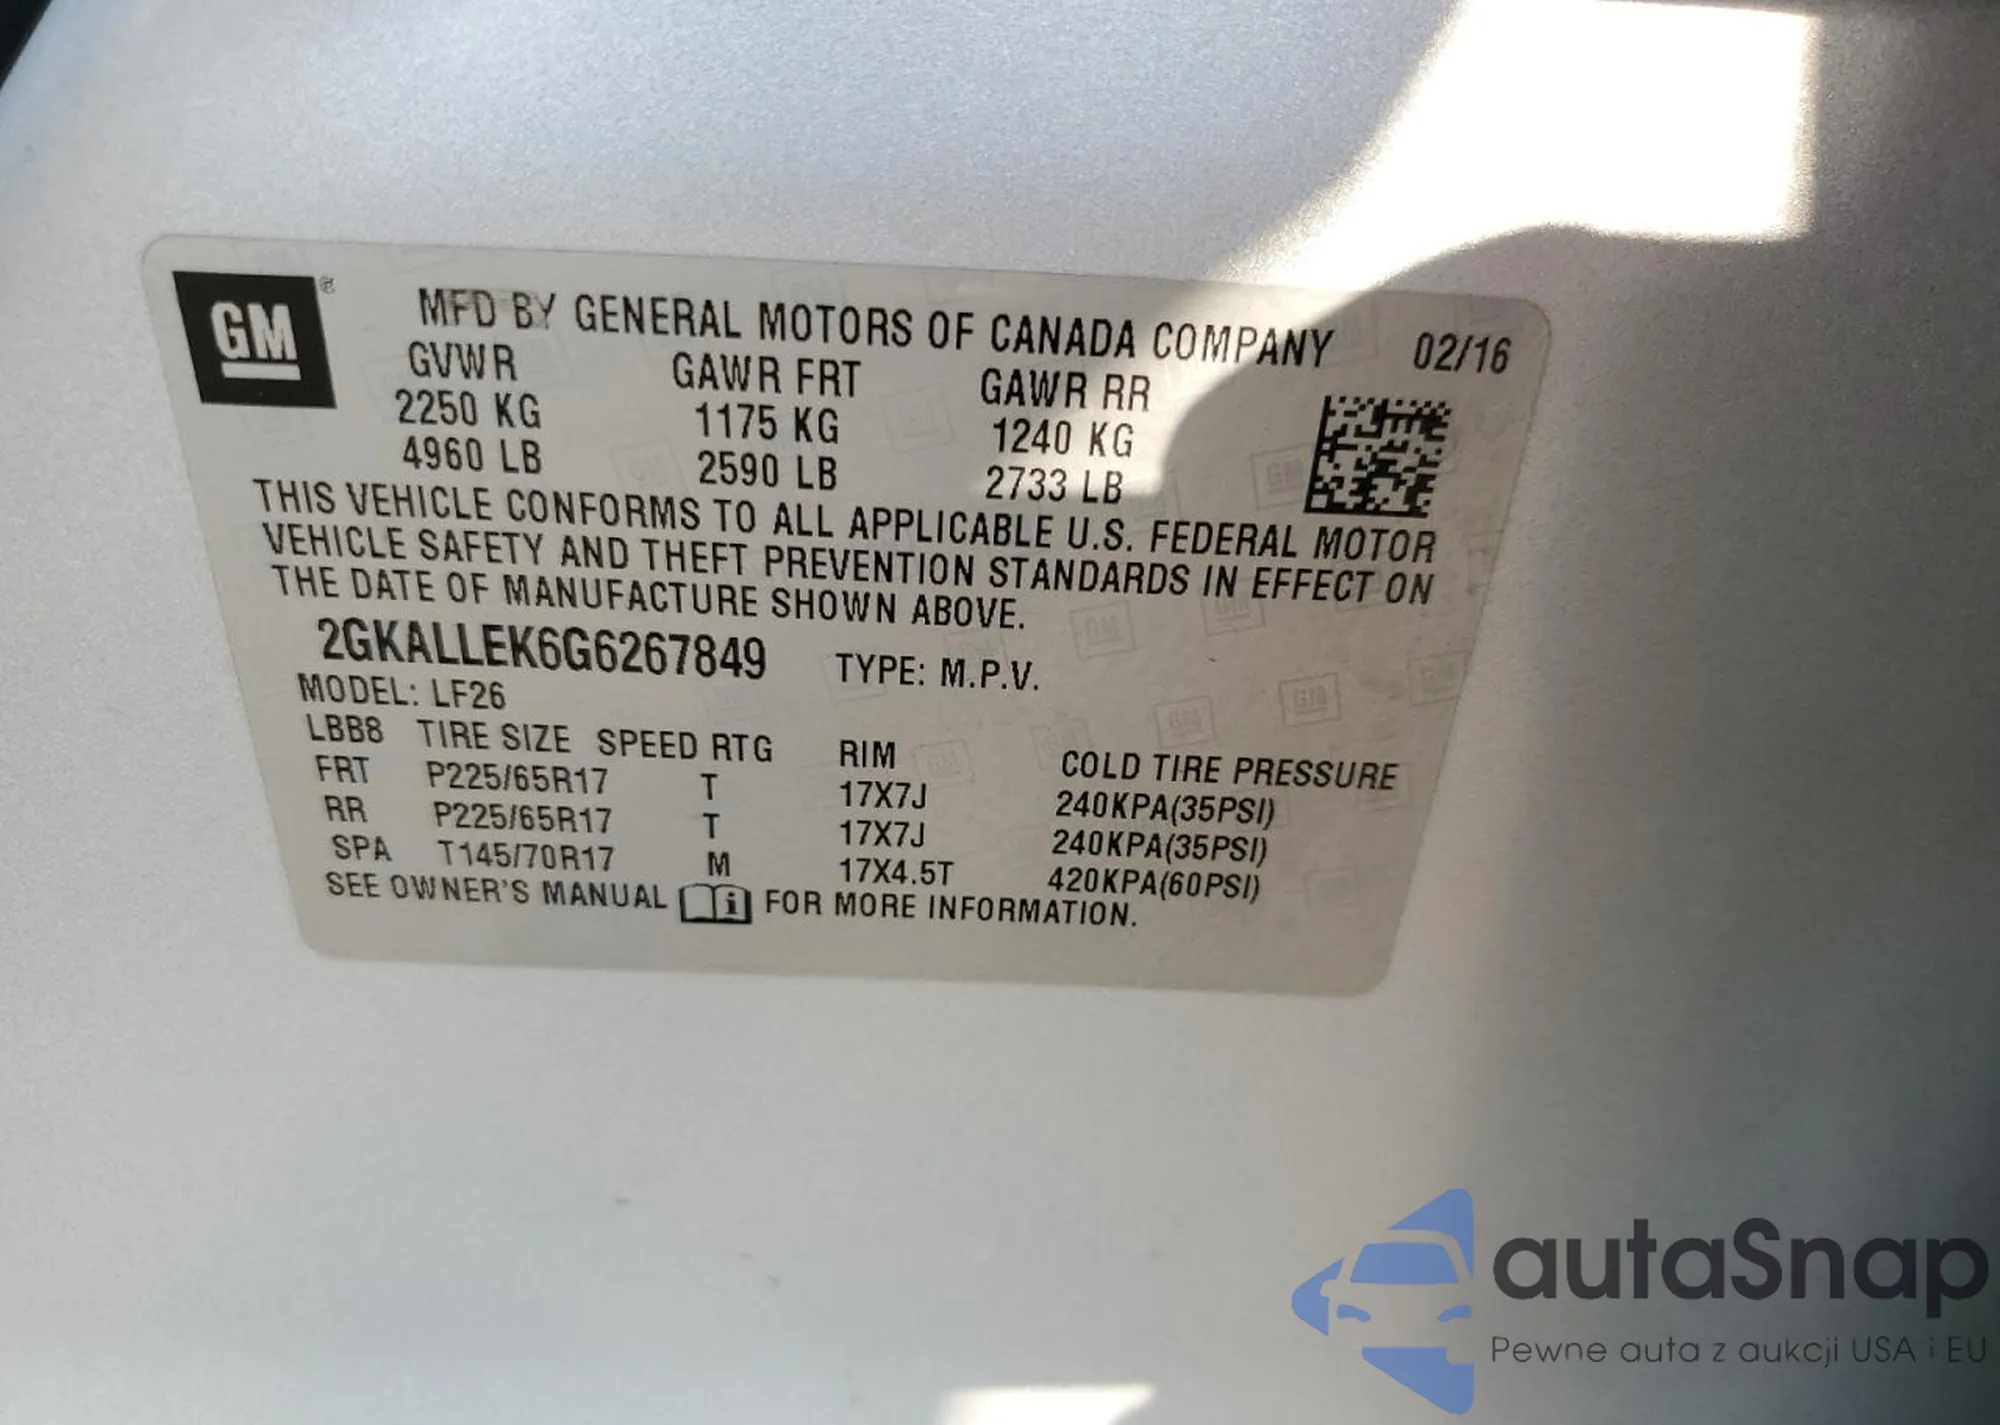 GM ®
MFD BY GENERAL MOTORS OF CANADA COMPANY 02/16
GVWR GAWR FRT GAWR RR
2250 KG 1175 KG 1240 KG
4960 LB 2590 LB 2733 LB
THIS VEHICLE CONFORMS TO ALL APPLICABLE U.S. FEDERAL MOTOR
VEHICLE SAFETY AND THEFT PREVENTION STANDARDS IN EFFECT ON
THE DATE OF MANUFACTURE SHOWN ABOVE.
2GKALLEK6G6267849 TYPE: M.P.V.
MODEL: LF26
LBB8 TIRE SIZE SPEED RTG RIM COLD TIRE PRESSURE
FRT P225/65R17 T 17X7J 240KPA(35PSI)
RR P225/65R17 T 17X7J 240KPA(35PSI)
SPA T145/70R17 M 17X4.5T 420KPA(60PSI)
SEE OWNER'S MANUAL i FOR MORE INFORMATION.
autaSnap
Pewne auta z aukcji USA i EU